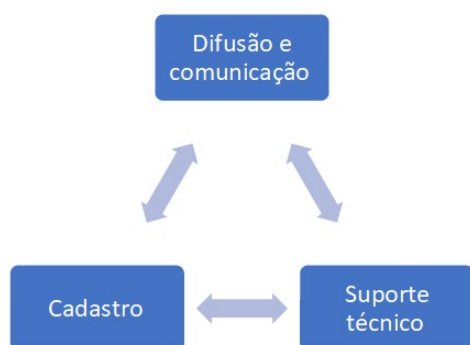 Difusão e
comunicação
Cadastro
Suporte
técnico